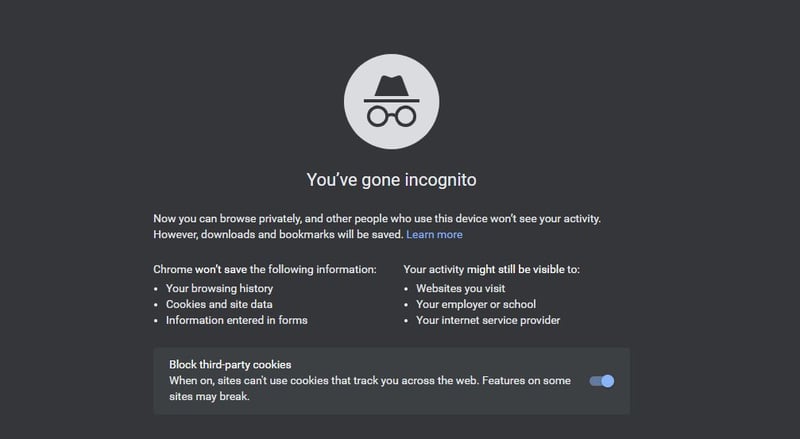 You've gone incognito
Now you can browse privately, and other people who use this device won't see your activity.
However, downloads and bookmarks will be saved. Learn more
Chrome won't save the following information:
• Your browsing history
• Cookies and site data
• Information entered in forms
Your activity might still be visible to:
• Websites you visit
• Your employer or school
• Your internet service provider
Block third-party cookies
When on, sites can't use cookies that track you across the web. Features on some
sites may break.